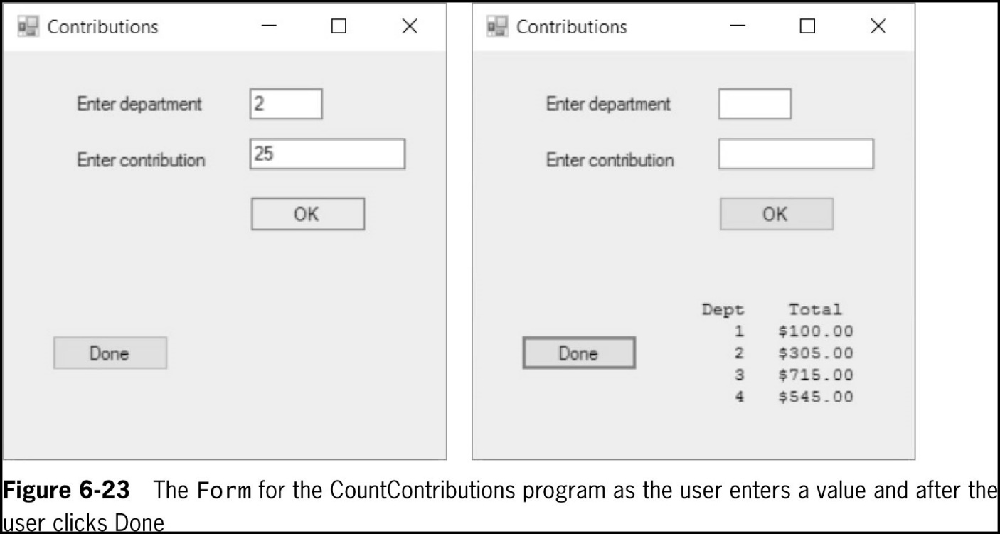 Contributions
Enter department 2
Enter contribution 25
OK
Done
Contributions
Enter department
Enter contribution
OK
Dept Total
1 $100.00
2 $305.00
3 $715.00
4 $545.00
Done
Figure 6-23 The Form for the CountContributions program as the user enters a value and after the
user clicks Done